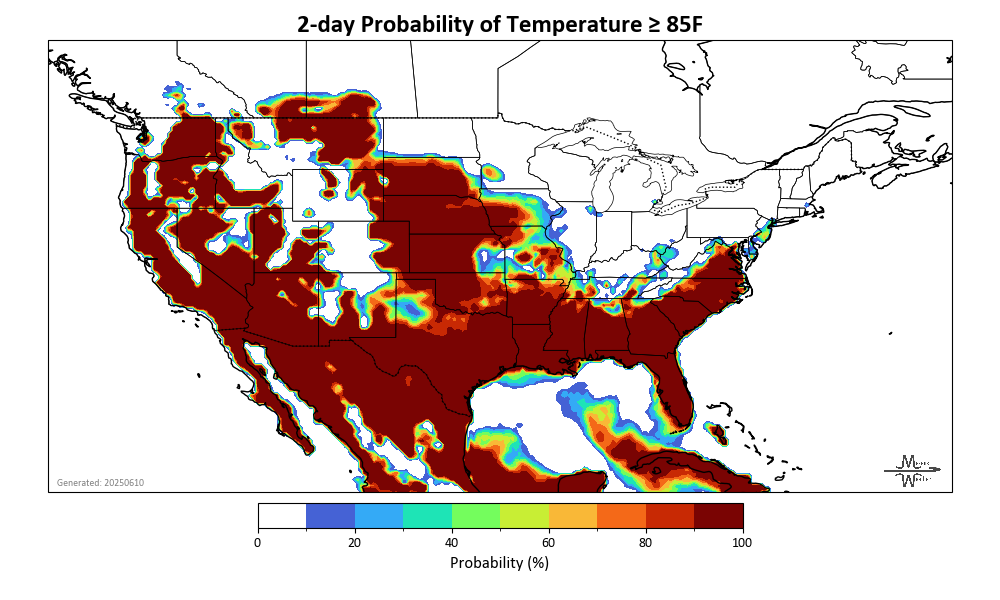 2-day Probability of Temperature ≥ 85F
Generated: 20250610
0 20 40 60 80 100
Probability (%)